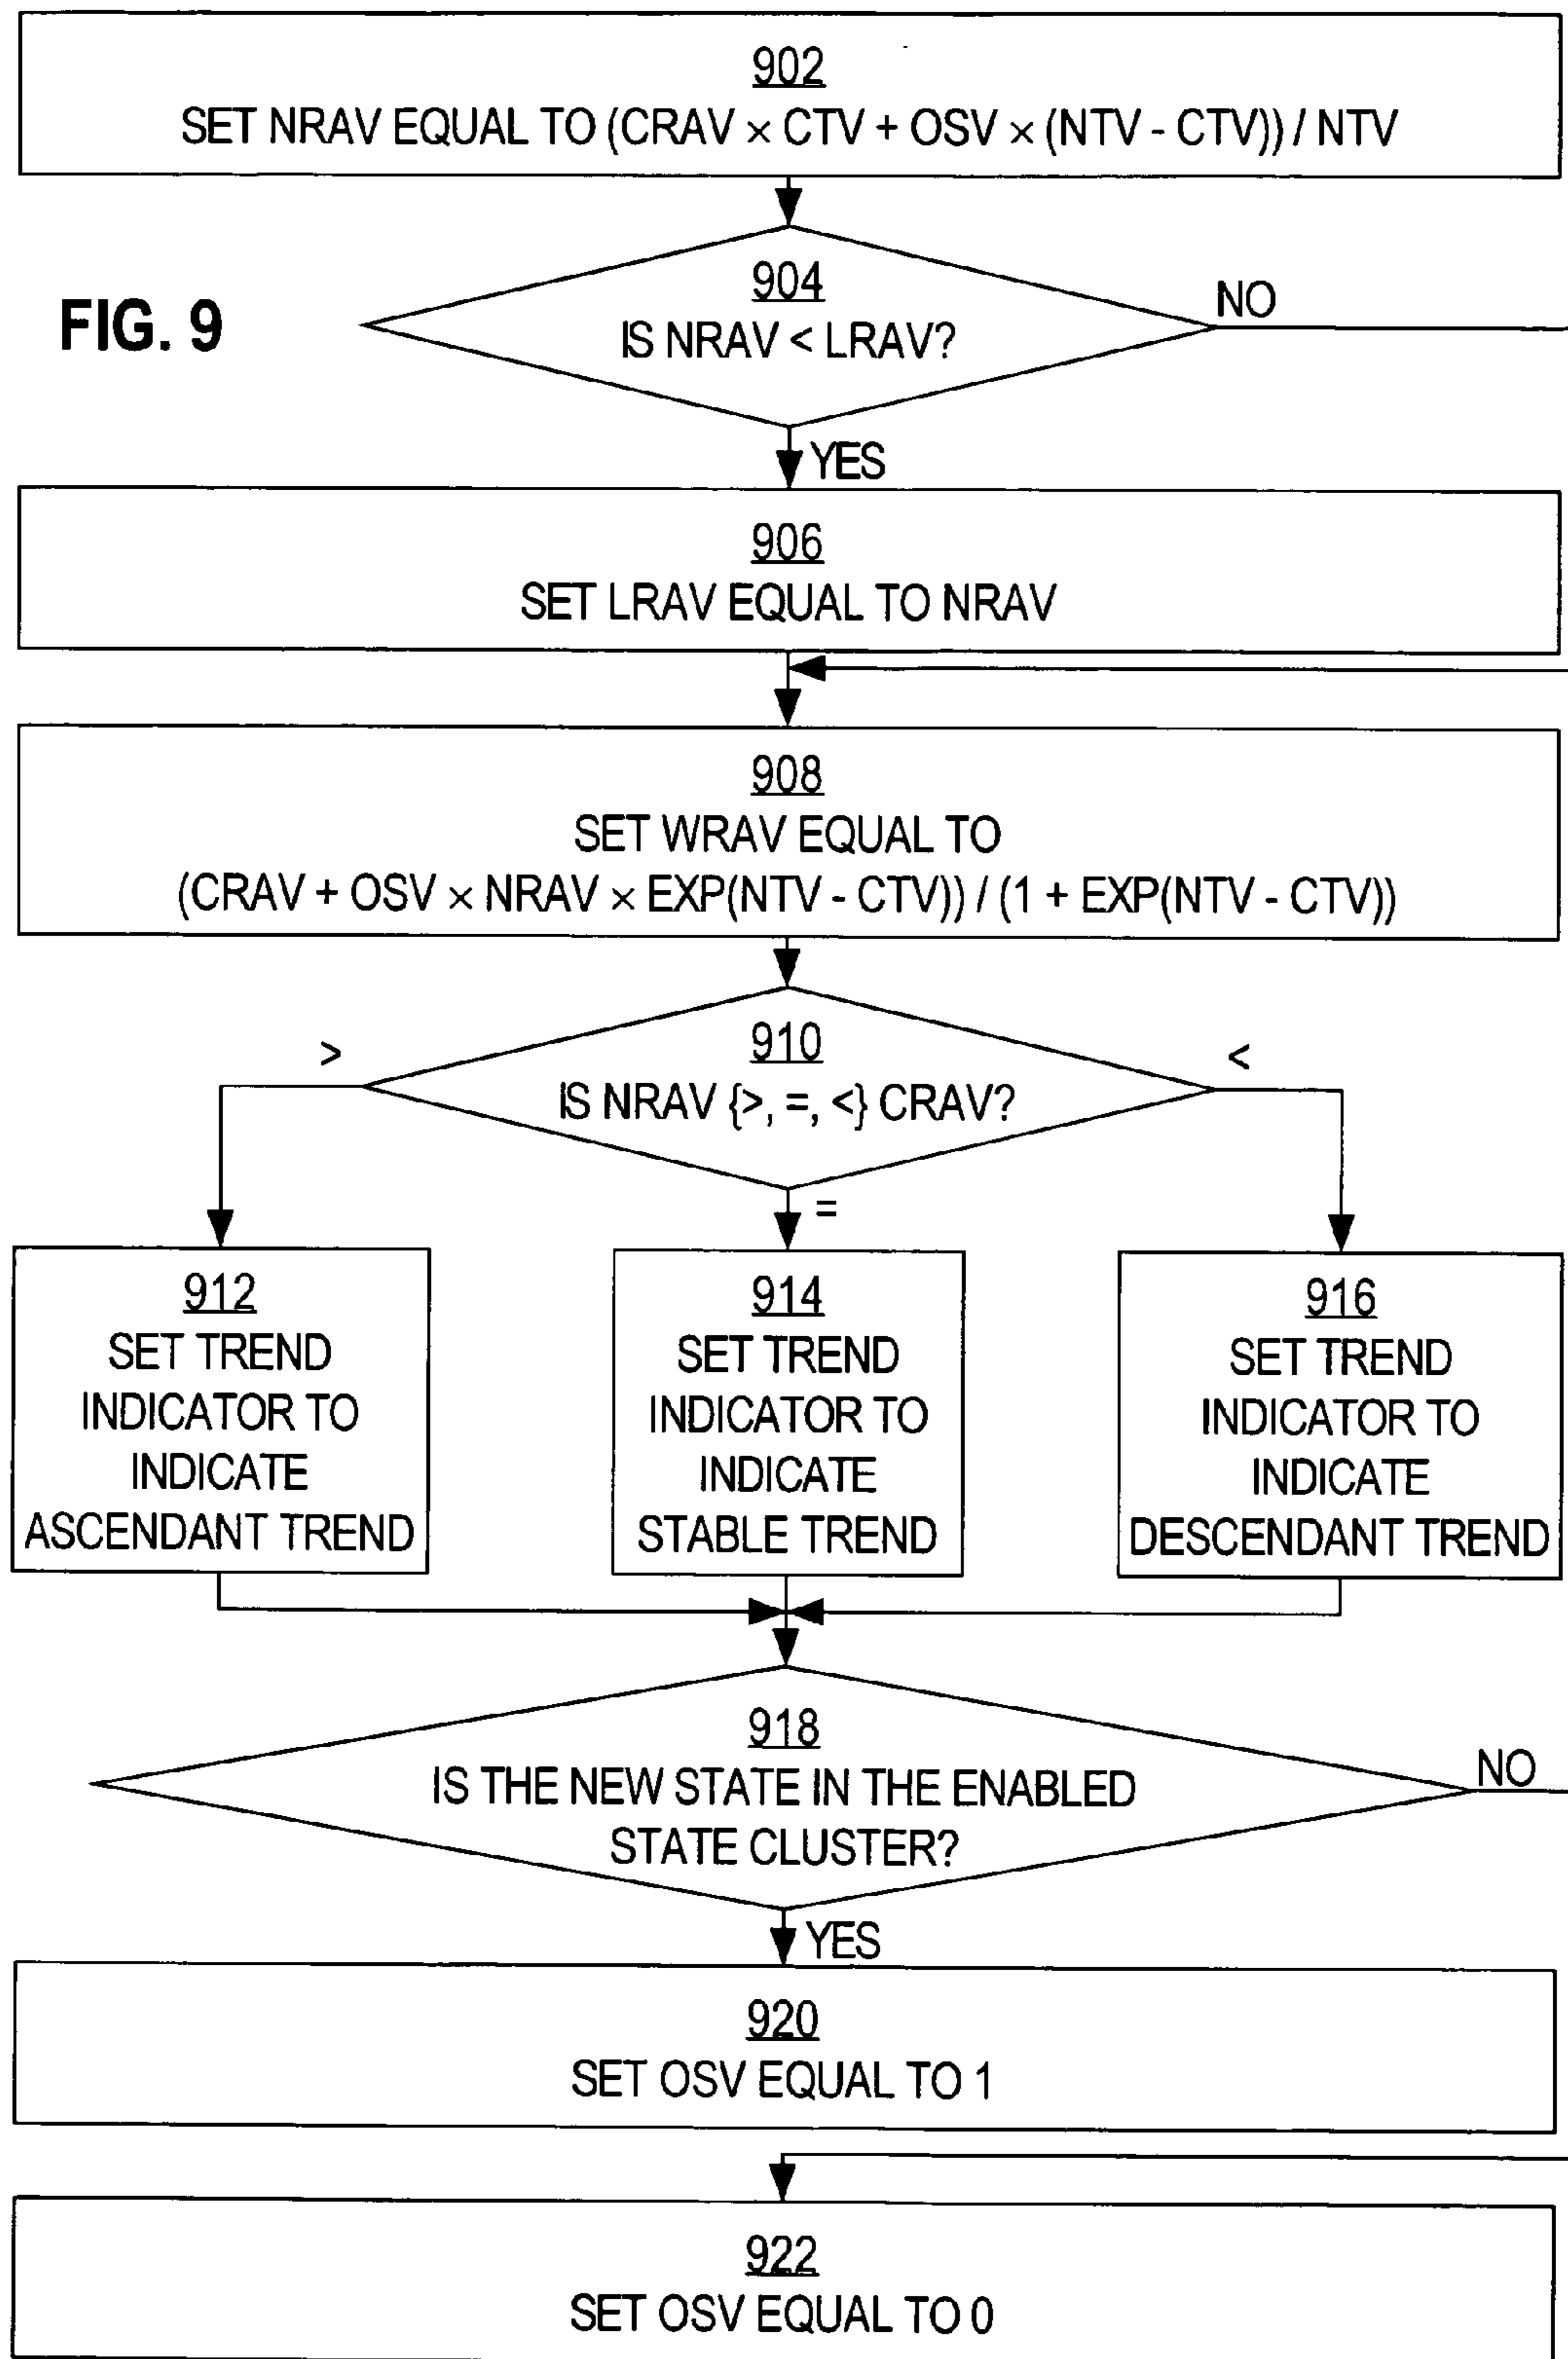 902
SET NRAV EQUAL TO (CRAV × CTV + OSV × (NTV - CTV)) / NTV
FIG. 9
904
IS NRAV < LRAV?
NO
YES
906
SET LRAV EQUAL TO NRAV
908
SET WRAV EQUAL TO
(CRAV + OSV × NRAV × EXP(NTV - CTV)) / (1 + EXP(NTV - CTV))
910
IS NRAV {>, =, <} CRAV?
>
<
=
912
SET TREND
INDICATOR TO
INDICATE
ASCENDANT TREND
914
SET TREND
INDICATOR TO
INDICATE
STABLE TREND
916
SET TREND
INDICATOR TO
INDICATE
DESCENDANT TREND
918
IS THE NEW STATE IN THE ENABLED
STATE CLUSTER?
NO
YES
920
SET OSV EQUAL TO 1
922
SET OSV EQUAL TO 0